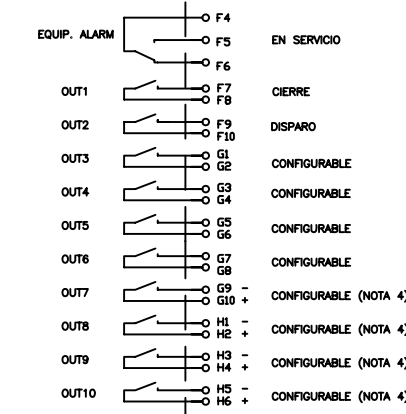 F4
EQUIP. ALARM F5 EN SERVICIO
F6
OUT1 F7 CIERRE
F8
OUT2 F9 DISPARO
F10
OUT3 G1
G2 CONFIGURABLE
OUT4 G3 CONFIGURABLE
G4
OUT5 G5 CONFIGURABLE
G6
OUT6 G7 CONFIGURABLE
G8
OUT7 G9 - CONFIGURABLE (NOTA 4)
G10 +
OUT8 H1 - CONFIGURABLE (NOTA 4)
H2 +
OUT9 H3 - CONFIGURABLE (NOTA 4)
H4 +
OUT10 H5 - CONFIGURABLE (NOTA 4)
H6 +